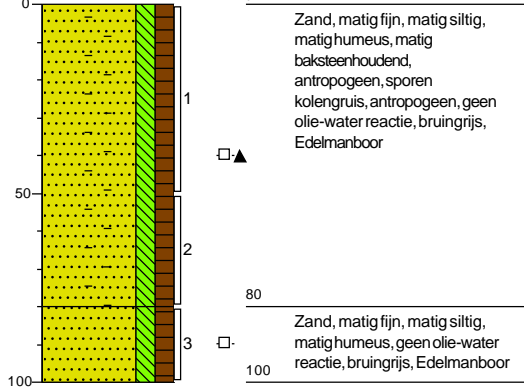 0
Zand, matig fijn, matig siltig,
matig humeus, matig
baksteenhoudend,
antropogeen, sporen
kolengruis, antropogeen, geen
olie-water reactie, bruingrijs,
Edelmanboor
1
50
2
80
Zand, matig fijn, matig siltig,
matig humeus, geen olie-water
reactie, bruingrijs, Edelmanboor
3
100
100